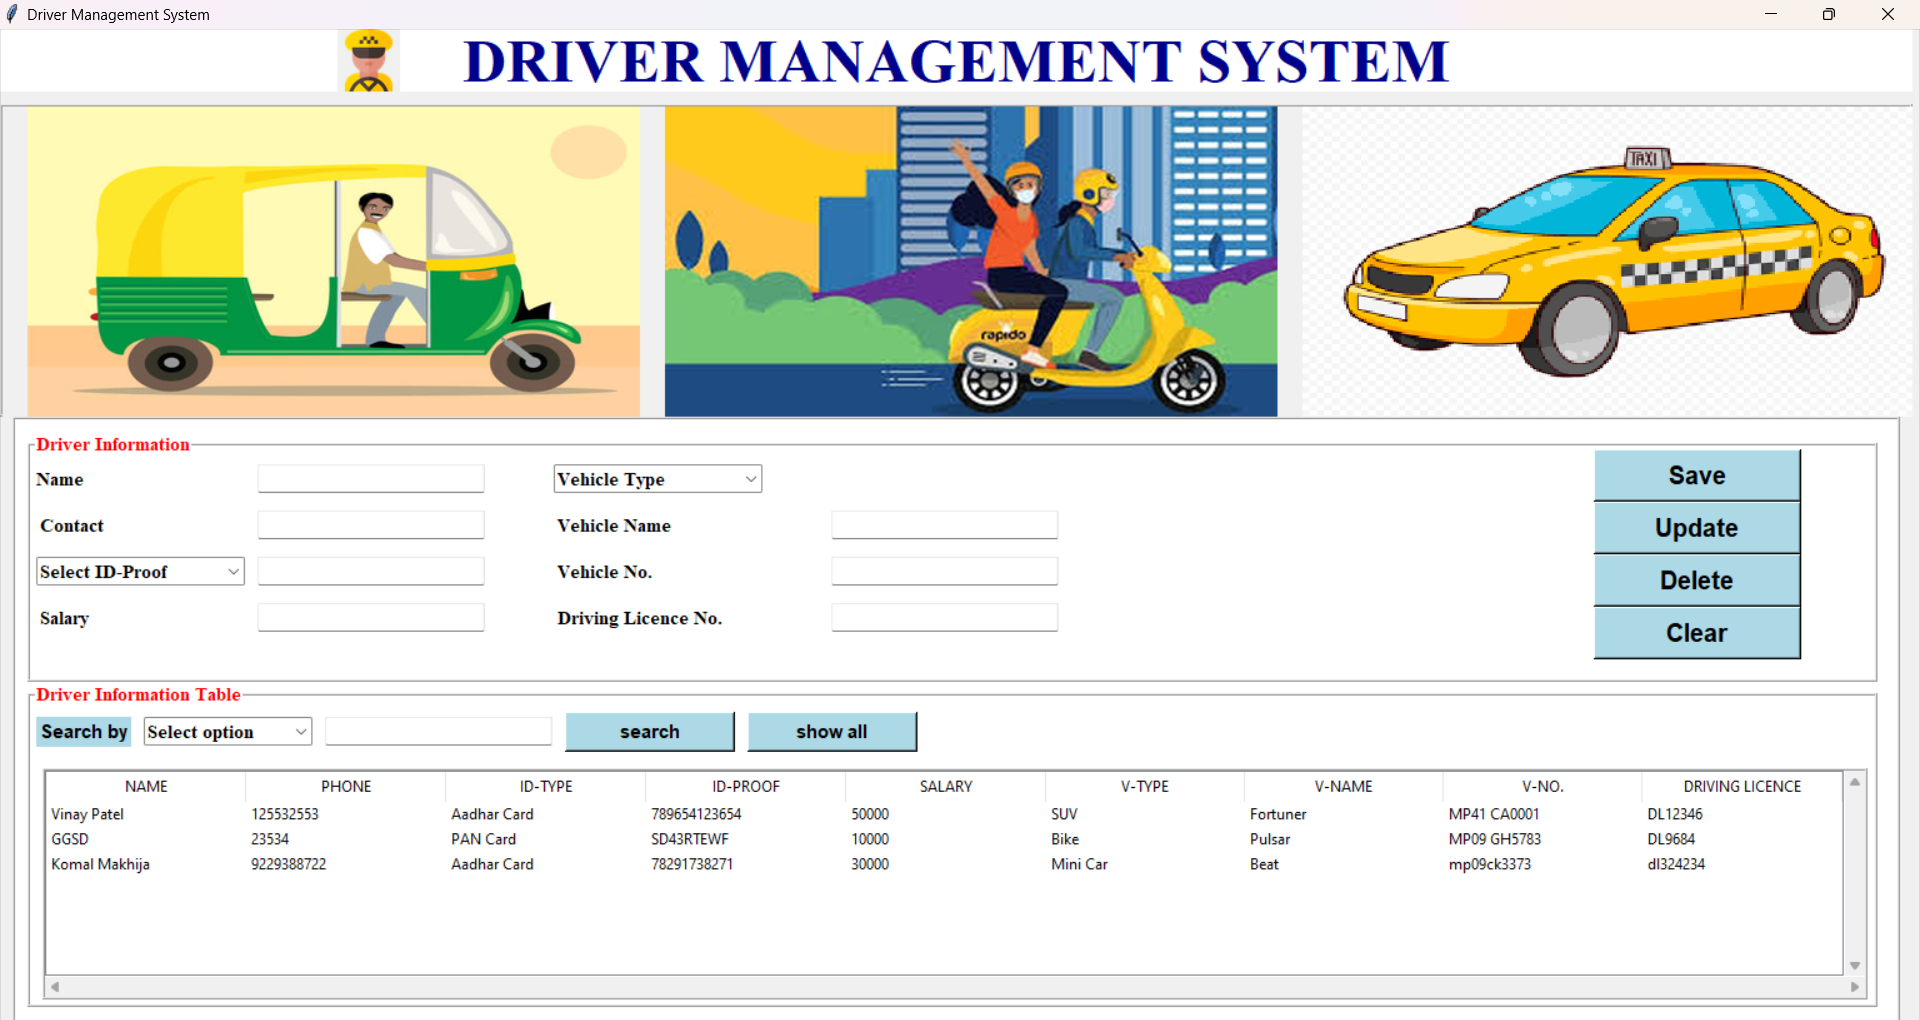 Driver Management System
DRIVER MANAGEMENT SYSTEM
TAXI
rapido
Driver Information
Name Vehicle Type Save
Contact Vehicle Name Update
Select ID-Proof Vehicle No. Delete
Salary Driving Licence No. Clear
Driver Information Table
Search by Select option search show all
NAME PHONE ID-TYPE ID-PROOF SALARY V-TYPE V-NAME V-NO. DRIVING LICENCE
Vinay Patel 125532553 Aadhar Card 789654123654 50000 SUV Fortuner MP41 CA0001 DL12346
GGSD 23534 PAN Card SD43RTEWF 10000 Bike Pulsar MP09 GH5783 DL9684
Komal Makhija 9229388722 Aadhar Card 78291738271 30000 Mini Car Beat mp09ck3373 dl324234